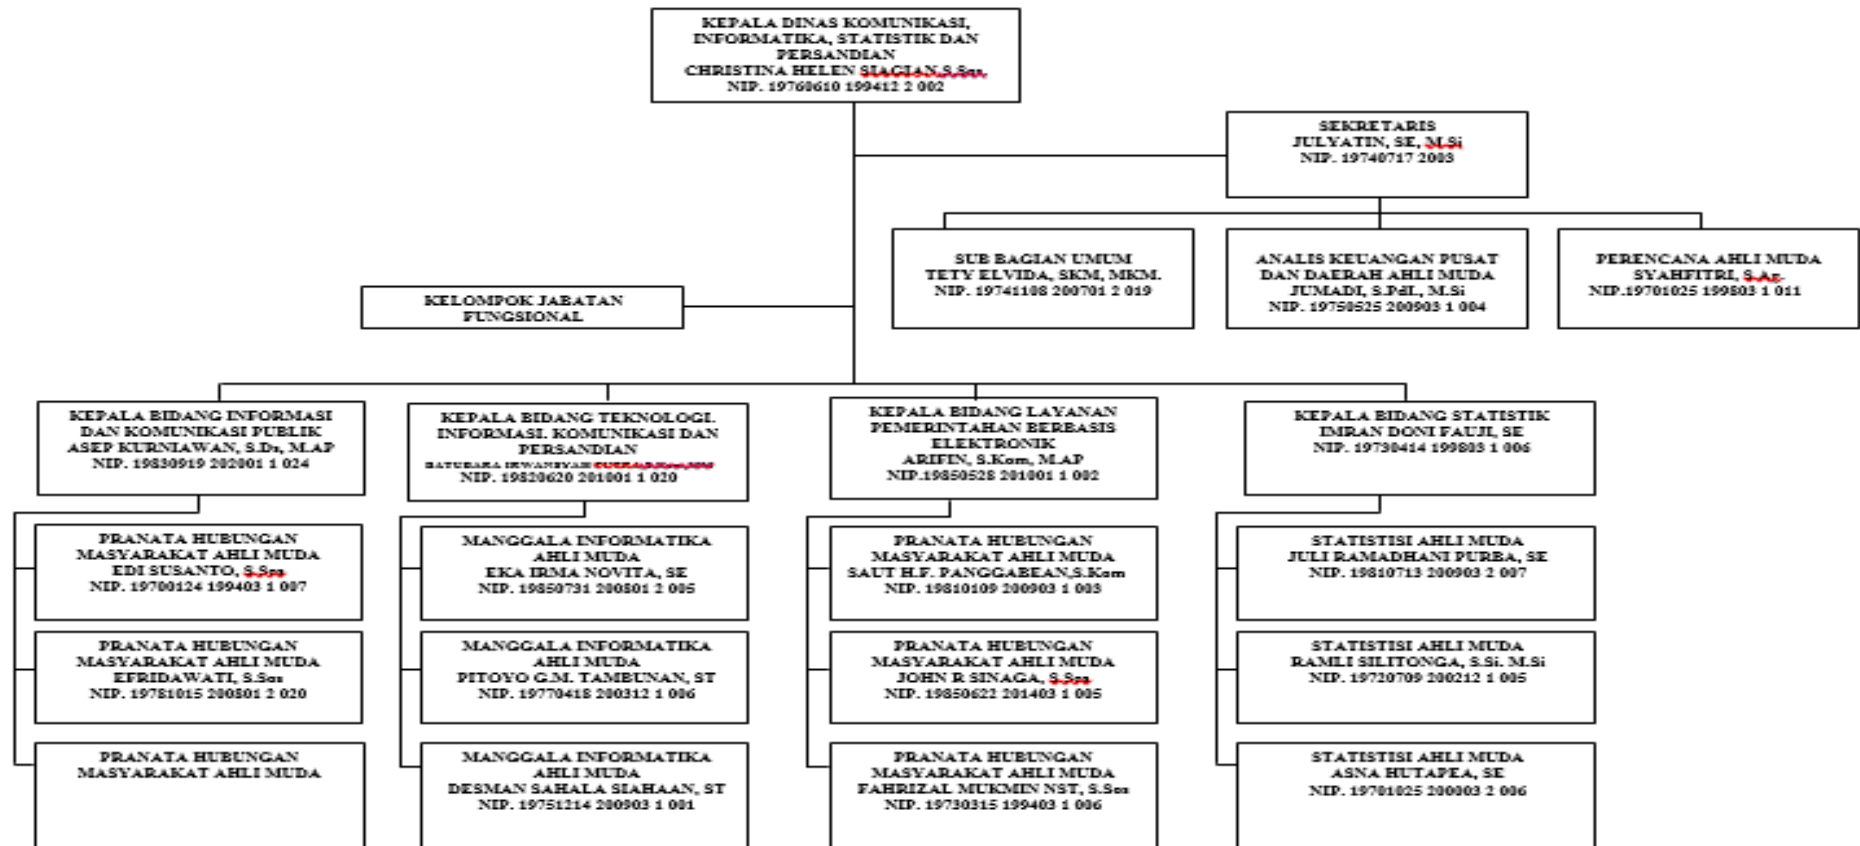 KEPALA DINAS KOMUNIKASI,
INFORMATIKA, STATISTIK DAN
PERSANDIAN
CHRISTINA HELEN SIAGIAN,S.Sos.
NIP. 19760610 199412 2 002
SEKRETARIS
JULYATIN, SE, M.Si
NIP. 19740717 2003
SUB BAGIAN UMUM
TETY ELVIDA, SKM, MKM.
NIP. 19741108 200701 2 019
ANALIS KEUANGAN PUSAT
DAN DAERAH AHLI MUDA
JUMADI, S.PdI., M.Si
NIP. 19750525 200903 1 004
PERENCANA AHLI MUDA
SYAHFITRI, S.Ag.
NIP.19701025 199803 1 011
KELOMPOK JABATAN
FUNGSIONAL
KEPALA BIDANG INFORMASI
DAN KOMUNIKASI PUBLIK
ASEP KURNIAWAN, S.Ds, M.AP
NIP. 19830919 202001 1 024
KEPALA BIDANG TEKNOLOGI.
INFORMASI. KOMUNIKASI DAN
PERSANDIAN
BATUBARA IRWANSYAH
NIP. 19820620 201001 1 020
KEPALA BIDANG LAYANAN
PEMERINTAHAN BERBASIS
ELEKTRONIK
ARIFIN, S.Kom, M.AP
NIP.19850528 201001 1 002
KEPALA BIDANG STATISTIK
IMRAN DONI FAUJI, SE
NIP. 19730414 199803 1 006
PRANATA HUBUNGAN
MASYARAKAT AHLI MUDA
EDI SUSANTO, S.Sos
NIP. 19700124 199403 1 007
PRANATA HUBUNGAN
MASYARAKAT AHLI MUDA
EFRIDAWATI, S.Sos
NIP. 19781015 200801 2 020
PRANATA HUBUNGAN
MASYARAKAT AHLI MUDA
MANGGALA INFORMATIKA
AHLI MUDA
EKA IRMA NOVITA, SE
NIP. 19850731 200801 2 005
MANGGALA INFORMATIKA
AHLI MUDA
PITOYO G.M. TAMBUNAN, ST
NIP. 19770418 200312 1 006
MANGGALA INFORMATIKA
AHLI MUDA
DESMAN SAHALA SIAHAAN, ST
NIP. 19751214 200903 1 001
PRANATA HUBUNGAN
MASYARAKAT AHLI MUDA
SAUT H.F. PANGGABEAN,S.Kom
NIP. 19810109 200903 1 003
PRANATA HUBUNGAN
MASYARAKAT AHLI MUDA
JOHN R SINAGA, S.Sos
NIP. 19850622 201403 1 005
PRANATA HUBUNGAN
MASYARAKAT AHLI MUDA
FAHRIZAL MUKMIN NST, S.Sos
NIP. 19730315 199403 1 006
STATISTISI AHLI MUDA
JULI RAMADHANI PURBA, SE
NIP. 19810713 200903 2 007
STATISTISI AHLI MUDA
RAMLI SILITONGA, S.Si. M.Si
NIP. 19720709 200212 1 005
STATISTISI AHLI MUDA
ASNA HUTAPEA, SE
NIP. 19701025 200003 2 006